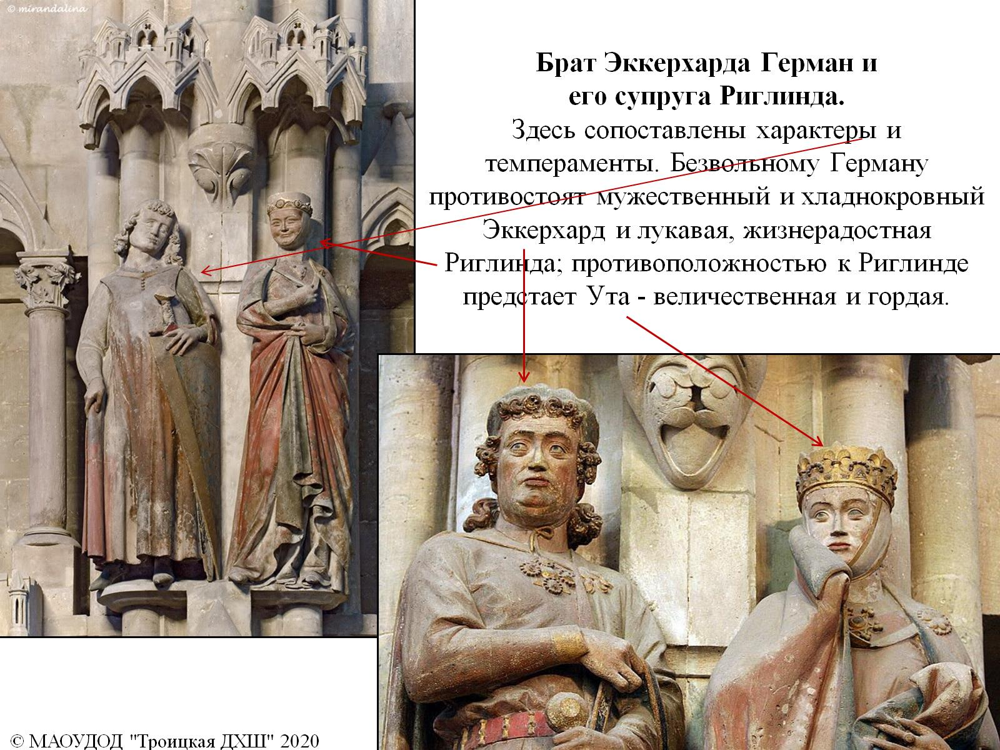 © mirandalina
Брат Эккерхарда Герман и
его супруга Риглинда.
Здесь сопоставлены характеры и
темпераменты. Безвольному Герману
противостоят мужественный и хладнокровный
Эккерхард и лукавая, жизнерадостная
Риглинда; противоположностью к Риглинде
предстает Ута - величественная и гордая.
© МАОУДОД "Троицкая ДХШ" 2020